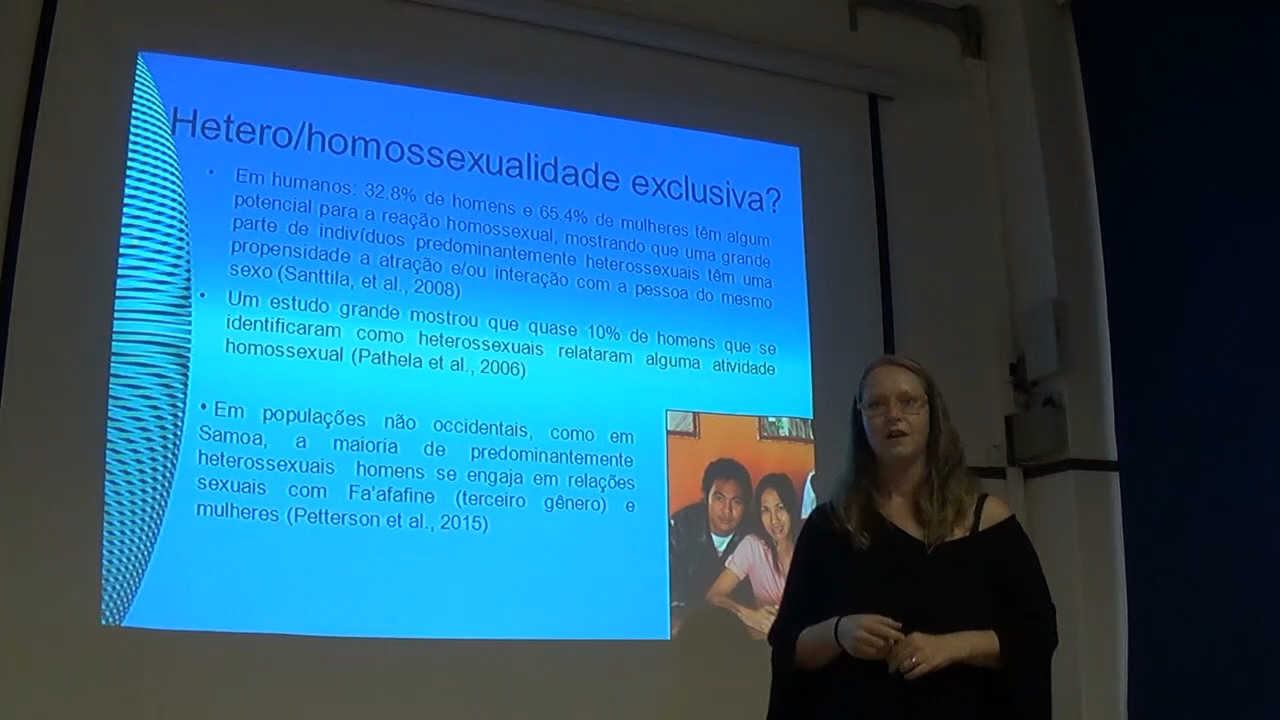 Hetero/homossexualidade exclusiva?
• Em humanos: 32.8% de homens e 65.4% de mulheres têm algum
potencial para a reação homossexual, mostrando que uma grande
parte de indivíduos predominantemente heterossexuais têm uma
propensidade a atração e/ou interação com a pessoa do mesmo
sexo (Santtila, et al., 2008)
• Um estudo grande mostrou que quase 10% de homens que se
identificaram como heterossexuais relataram alguma atividade
homossexual (Pathela et al., 2006)
• Em populações não occidentais, como em
Samoa, a maioria de predominantemente
heterossexuais homens se engaja em relações
sexuais com Fa'afafine (terceiro gênero) e
mulheres (Petterson et al., 2015)